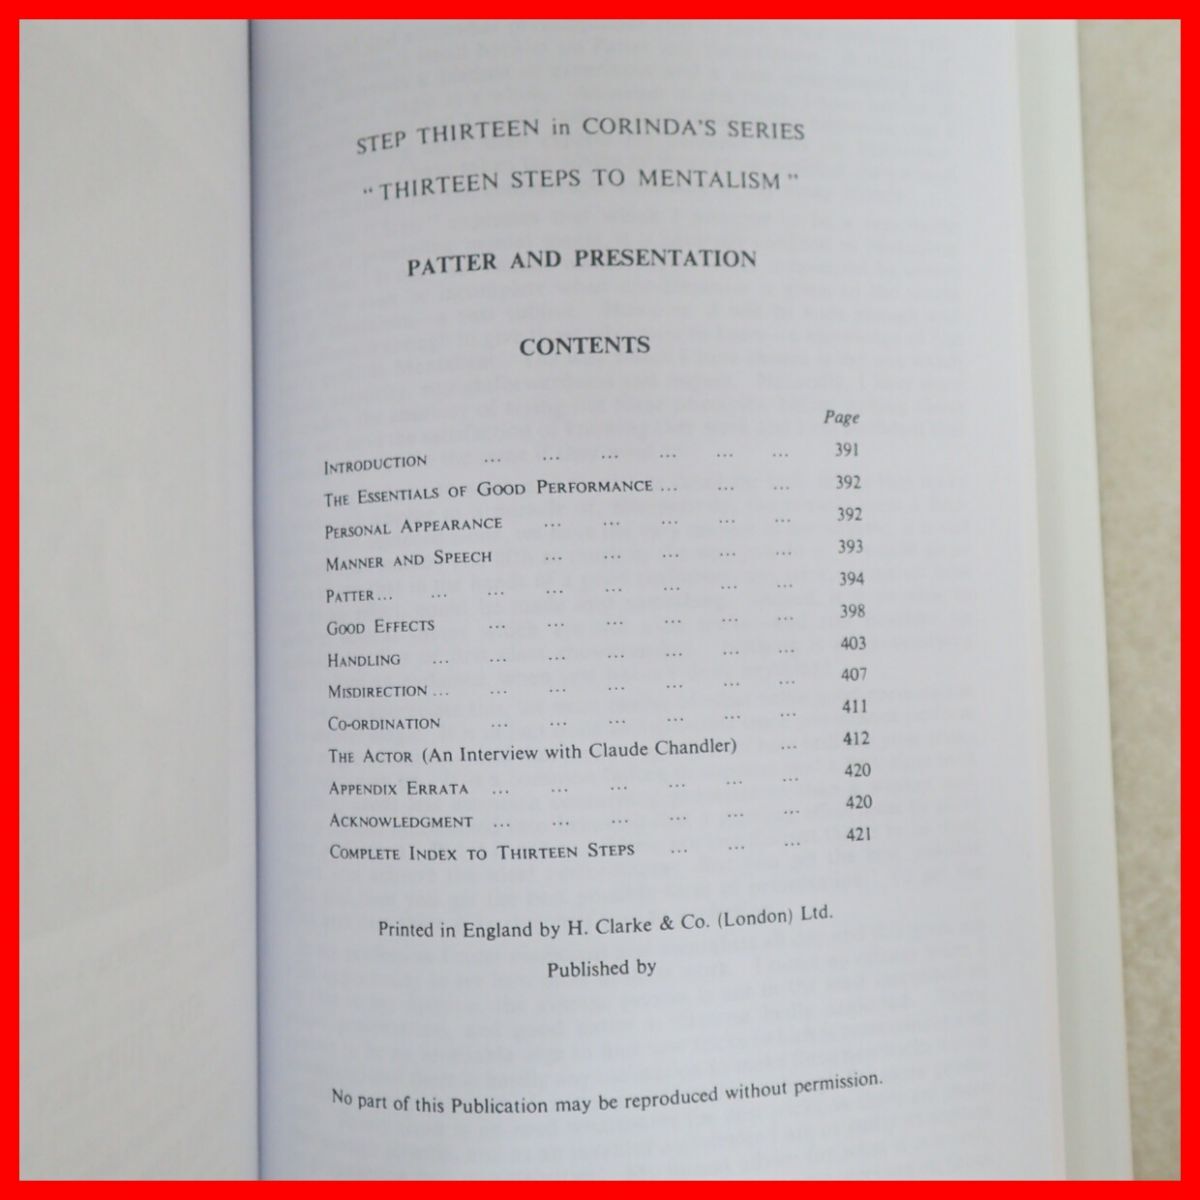 STEP THIRTEEN in CORINDA'S SERIES
"THIRTEEN STEPS TO MENTALISM"
PATTER AND PRESENTATION
CONTENTS
Page
INTRODUCTION ... ... ... ... ... ... 391
THE ESSENTIALS OF GOOD PERFORMANCE ... ... ... 392
PERSONAL APPEARANCE ... ... ... ... ... 392
MANNER AND SPEECH ... ... ... ... ... 393
PATTER ... ... ... ... ... ... ... ... 394
GOOD EFFECTS ... ... ... ... ... ... 398
HANDLING ... ... ... ... ... ... ... 403
MISDIRECTION ... ... ... ... ... ... ... 407
CO-ORDINATION ... ... ... ... ... ... 411
THE ACTOR (An Interview with Claude Chandler) ... 412
APPENDIX ERRATA ... ... ... ... ... ... 420
ACKNOWLEDGMENT ... ... ... ... ... ... 420
COMPLETE INDEX TO THIRTEEN STEPS ... ... ... 421
Printed in England by H. Clarke & Co. (London) Ltd.
Published by
No part of this Publication may be reproduced without permission.